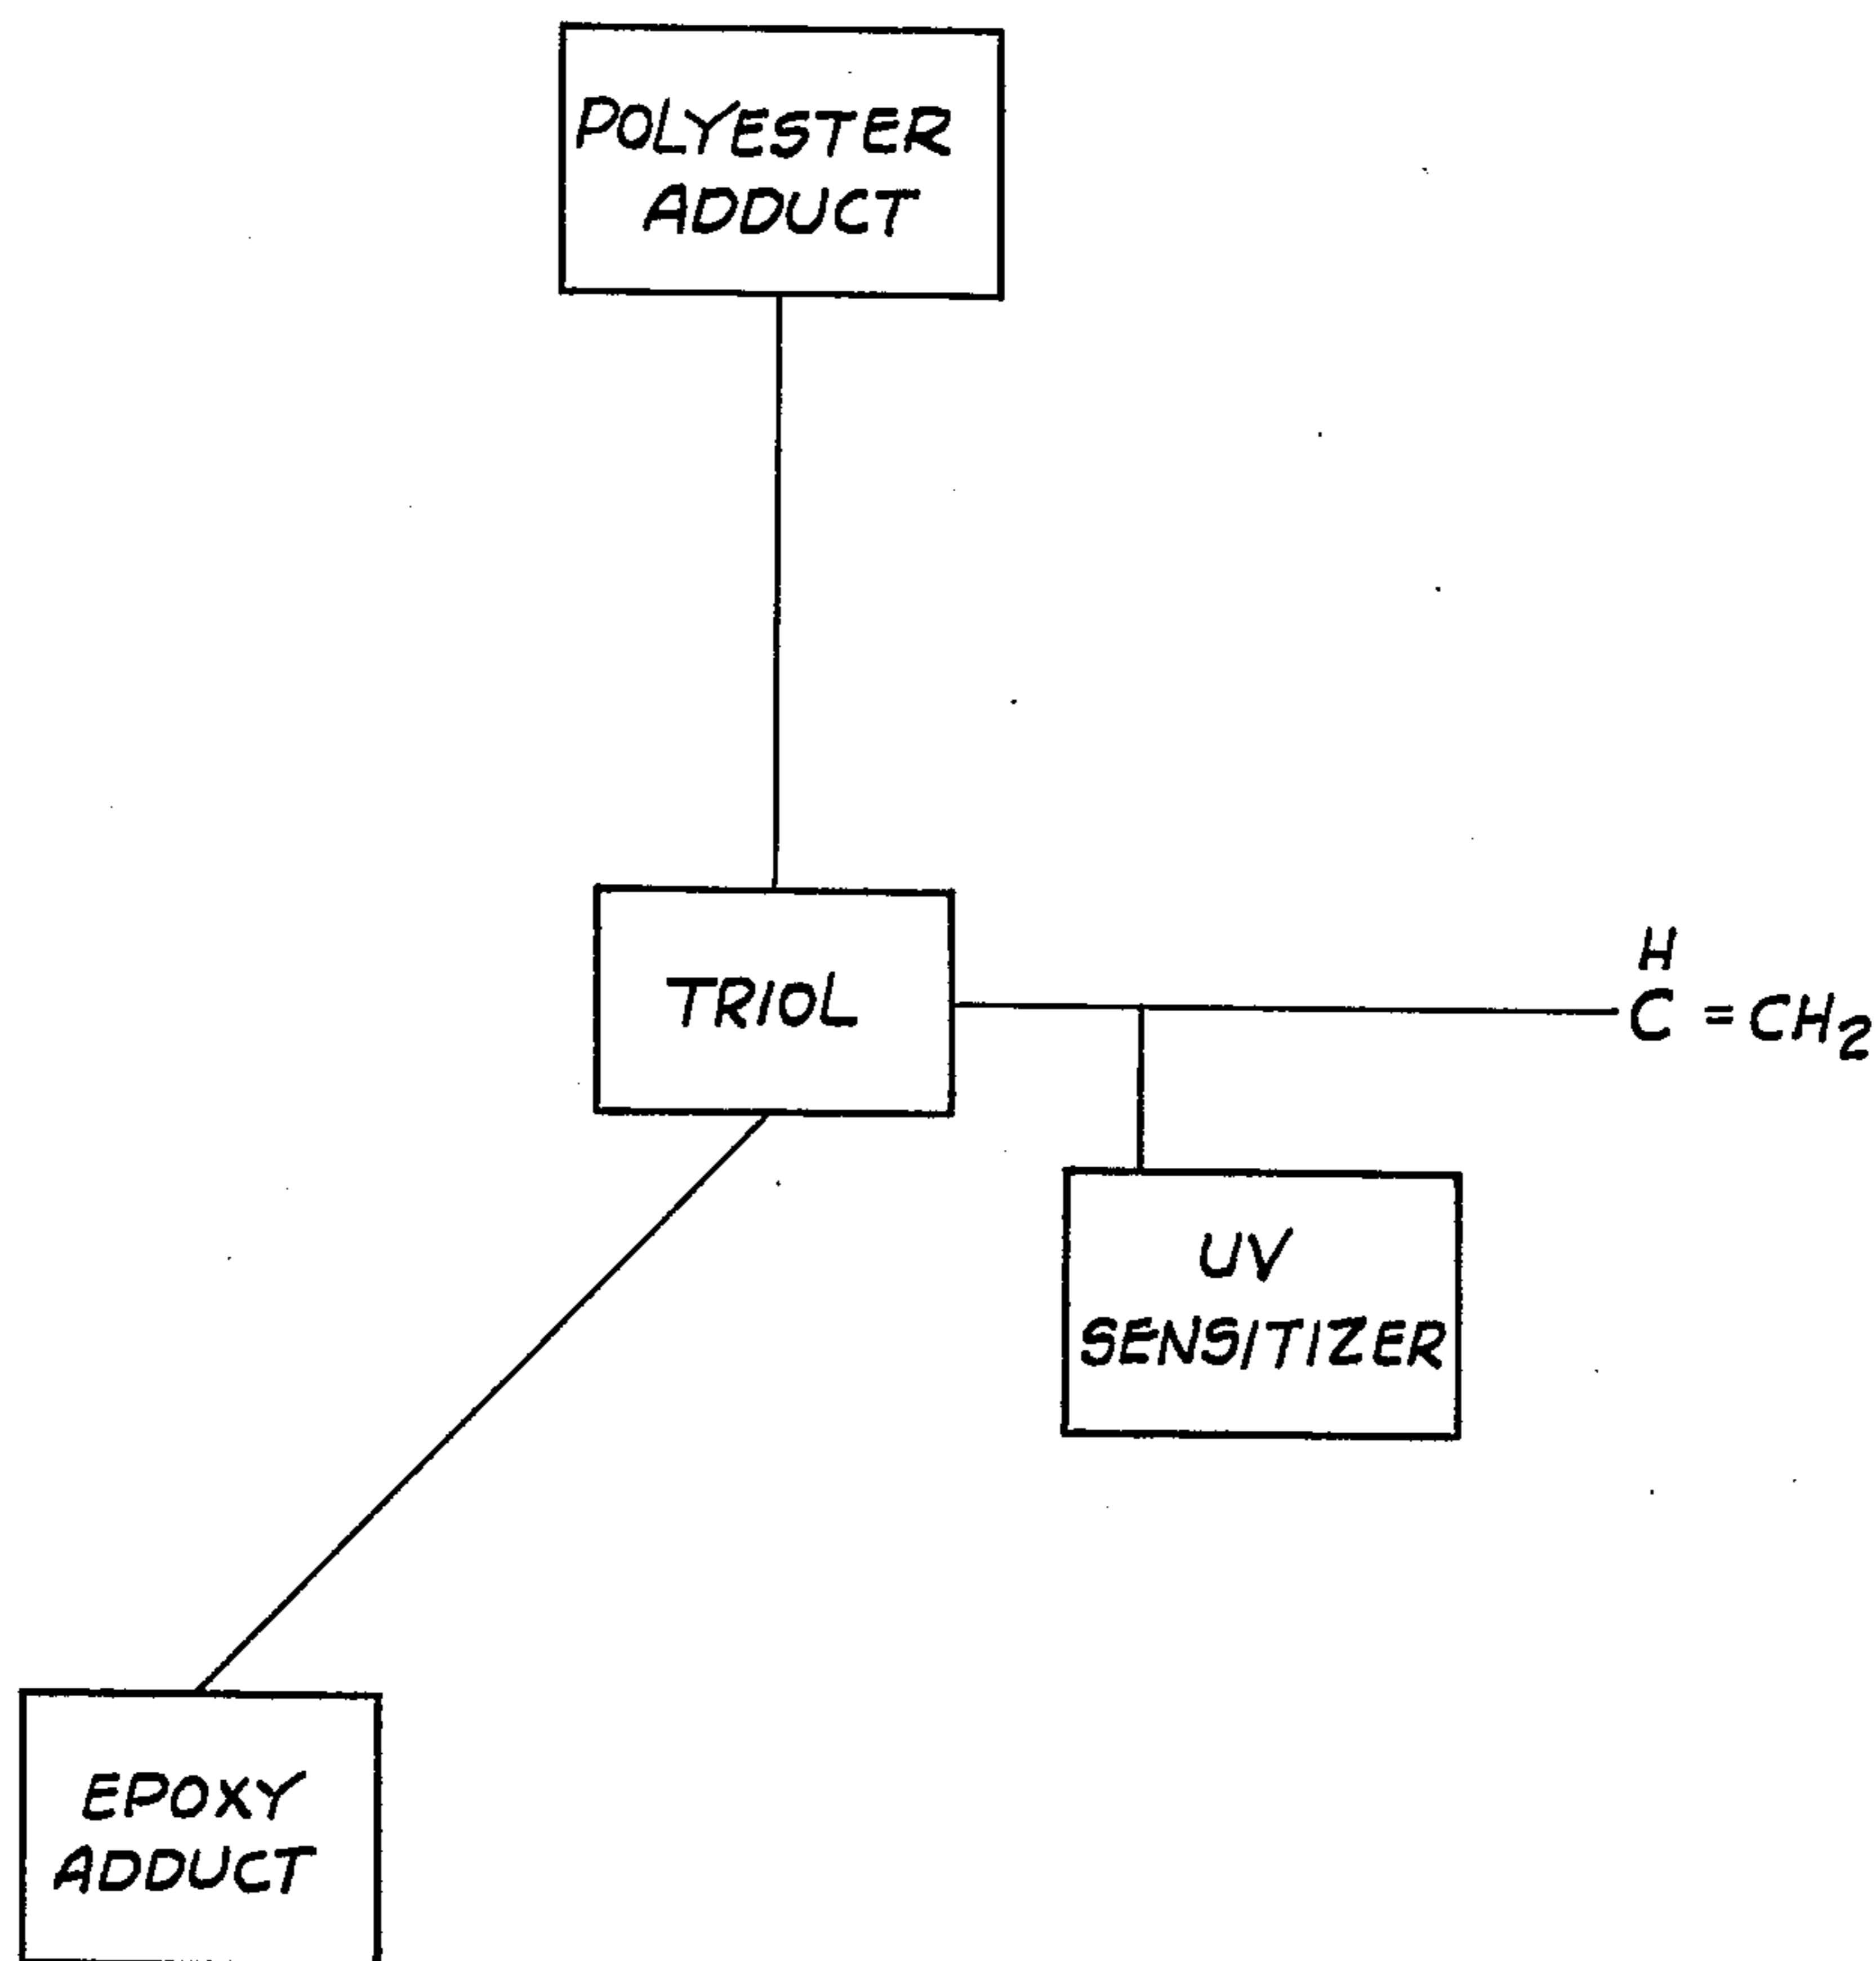 POLYESTER
ADDUCT
TRIOL
H
C = CH2
UV
SENSITIZER
EPOXY
ADDUCT